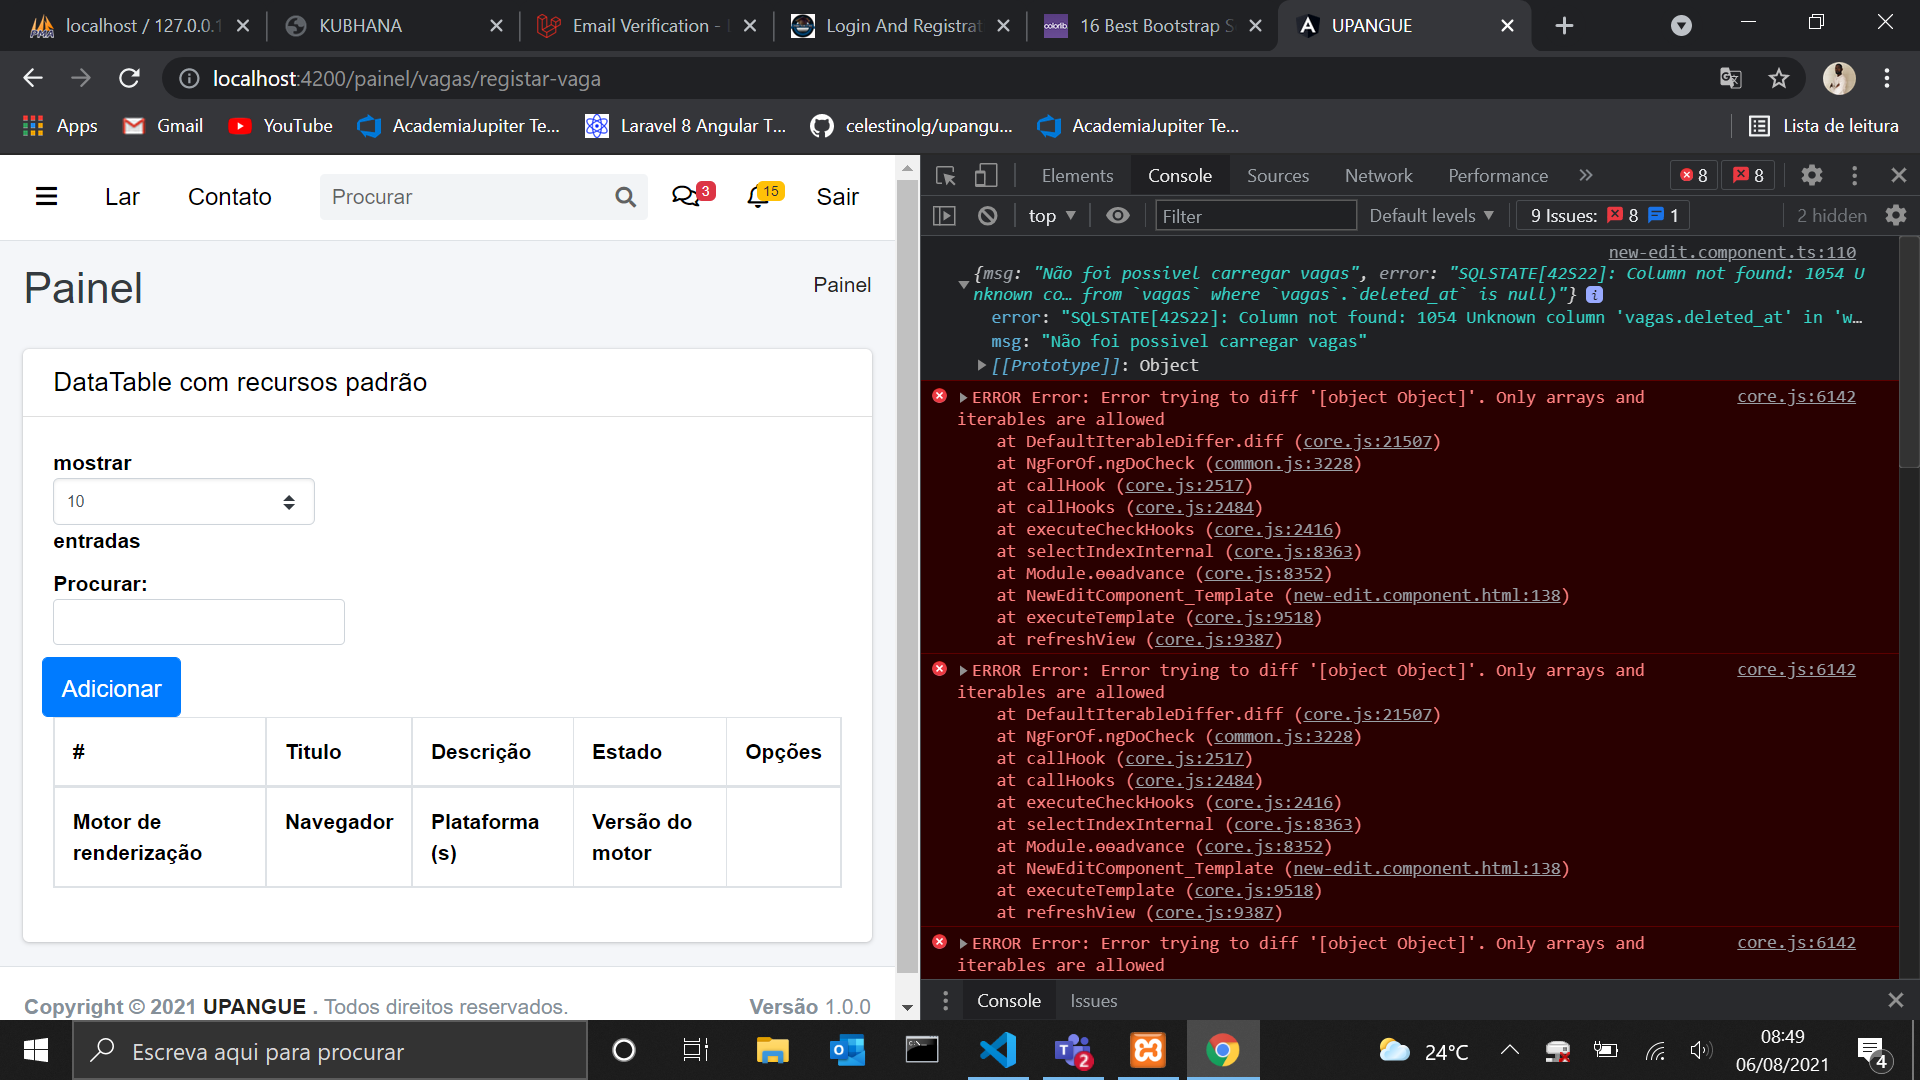 localhost / 127.0.0.1
KUBHANA
Email Verification -
Login And Registrat
16 Best Bootstrap S
UPANGUE
localhost:4200/painel/vagas/registar-vaga
Apps
Gmail
YouTube
AcademiaJupiter Te...
Laravel 8 Angular T...
celestinolg/upangu...
AcademiaJupiter Te...
Lista de leitura
Lar
Contato
Procurar
3
15
Sair
Painel
Painel
DataTable com recursos padrão
mostrar
10
entradas
Procurar:
Adicionar
# Titulo Descrição Estado Opções
Motor de renderização Navegador Plataforma (s) Versão do motor
Copyright © 2021 UPANGUE . Todos direitos reservados.
Versão 1.0.0
Elements Console Sources Network Performance 8 8
top Filter Default levels 9 Issues: 8 1 2 hidden
new-edit.component.ts:110
{msg: "Não foi possivel carregar vagas", error: "SQLSTATE[42S22]: Column not found: 1054 U
nknown co… from `vagas` where `vagas`.`deleted_at` is null)"} i
error: "SQLSTATE[42S22]: Column not found: 1054 Unknown column 'vagas.deleted_at' in 'w…
msg: "Não foi possivel carregar vagas"
[[Prototype]]: Object
ERROR Error: Error trying to diff '[object Object]'. Only arrays and core.js:6142
iterables are allowed
at DefaultIterableDiffer.diff (core.js:21507)
at NgForOf.ngDoCheck (common.js:3228)
at callHook (core.js:2517)
at callHooks (core.js:2484)
at executeCheckHooks (core.js:2416)
at selectIndexInternal (core.js:8363)
at Module.ɵɵadvance (core.js:8352)
at NewEditComponent_Template (new-edit.component.html:138)
at executeTemplate (core.js:9518)
at refreshView (core.js:9387)
ERROR Error: Error trying to diff '[object Object]'. Only arrays and core.js:6142
iterables are allowed
at DefaultIterableDiffer.diff (core.js:21507)
at NgForOf.ngDoCheck (common.js:3228)
at callHook (core.js:2517)
at callHooks (core.js:2484)
at executeCheckHooks (core.js:2416)
at selectIndexInternal (core.js:8363)
at Module.ɵɵadvance (core.js:8352)
at NewEditComponent_Template (new-edit.component.html:138)
at executeTemplate (core.js:9518)
at refreshView (core.js:9387)
ERROR Error: Error trying to diff '[object Object]'. Only arrays and core.js:6142
iterables are allowed
Console Issues
Escreva aqui para procurar
2
24°C
08:49
06/08/2021
4